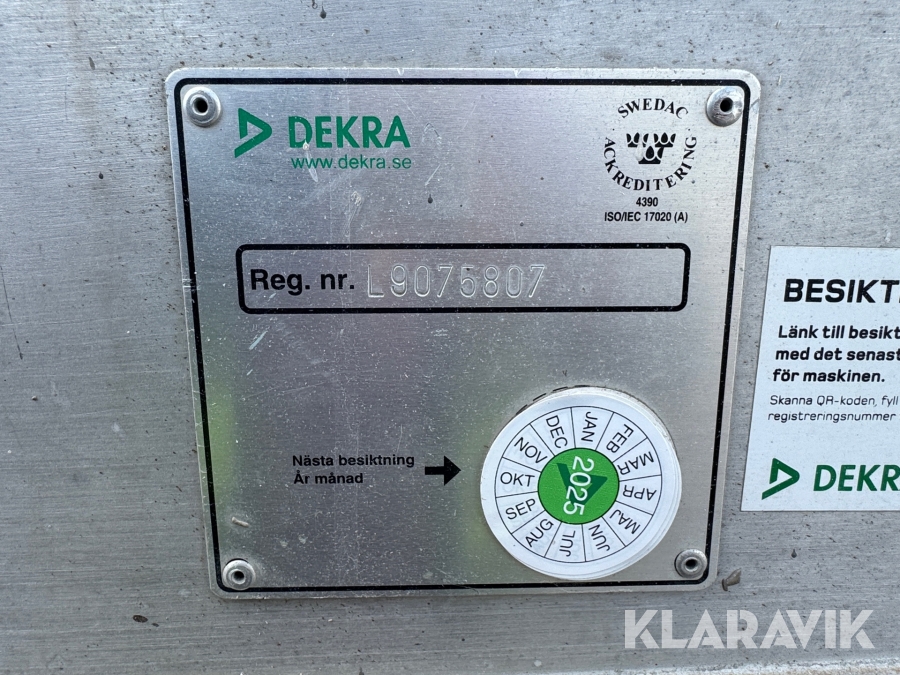 DEKRA
www.dekra.se
SWEDAC
ACKREDITERING
4390
ISO/IEC 17020 (A)
Reg. nr. L9075807
Nästa besiktning
År månad
JAN
FEB
MAR
APR
MAJ
JUN
JUL
AUG
SEP
OKT
NOV
DEC
2025
BESIKT
Länk till besikt
med det senast
för maskinen.
Skanna QR-koden, fyll
registreringsnummer
DEKR
KLARAVIK